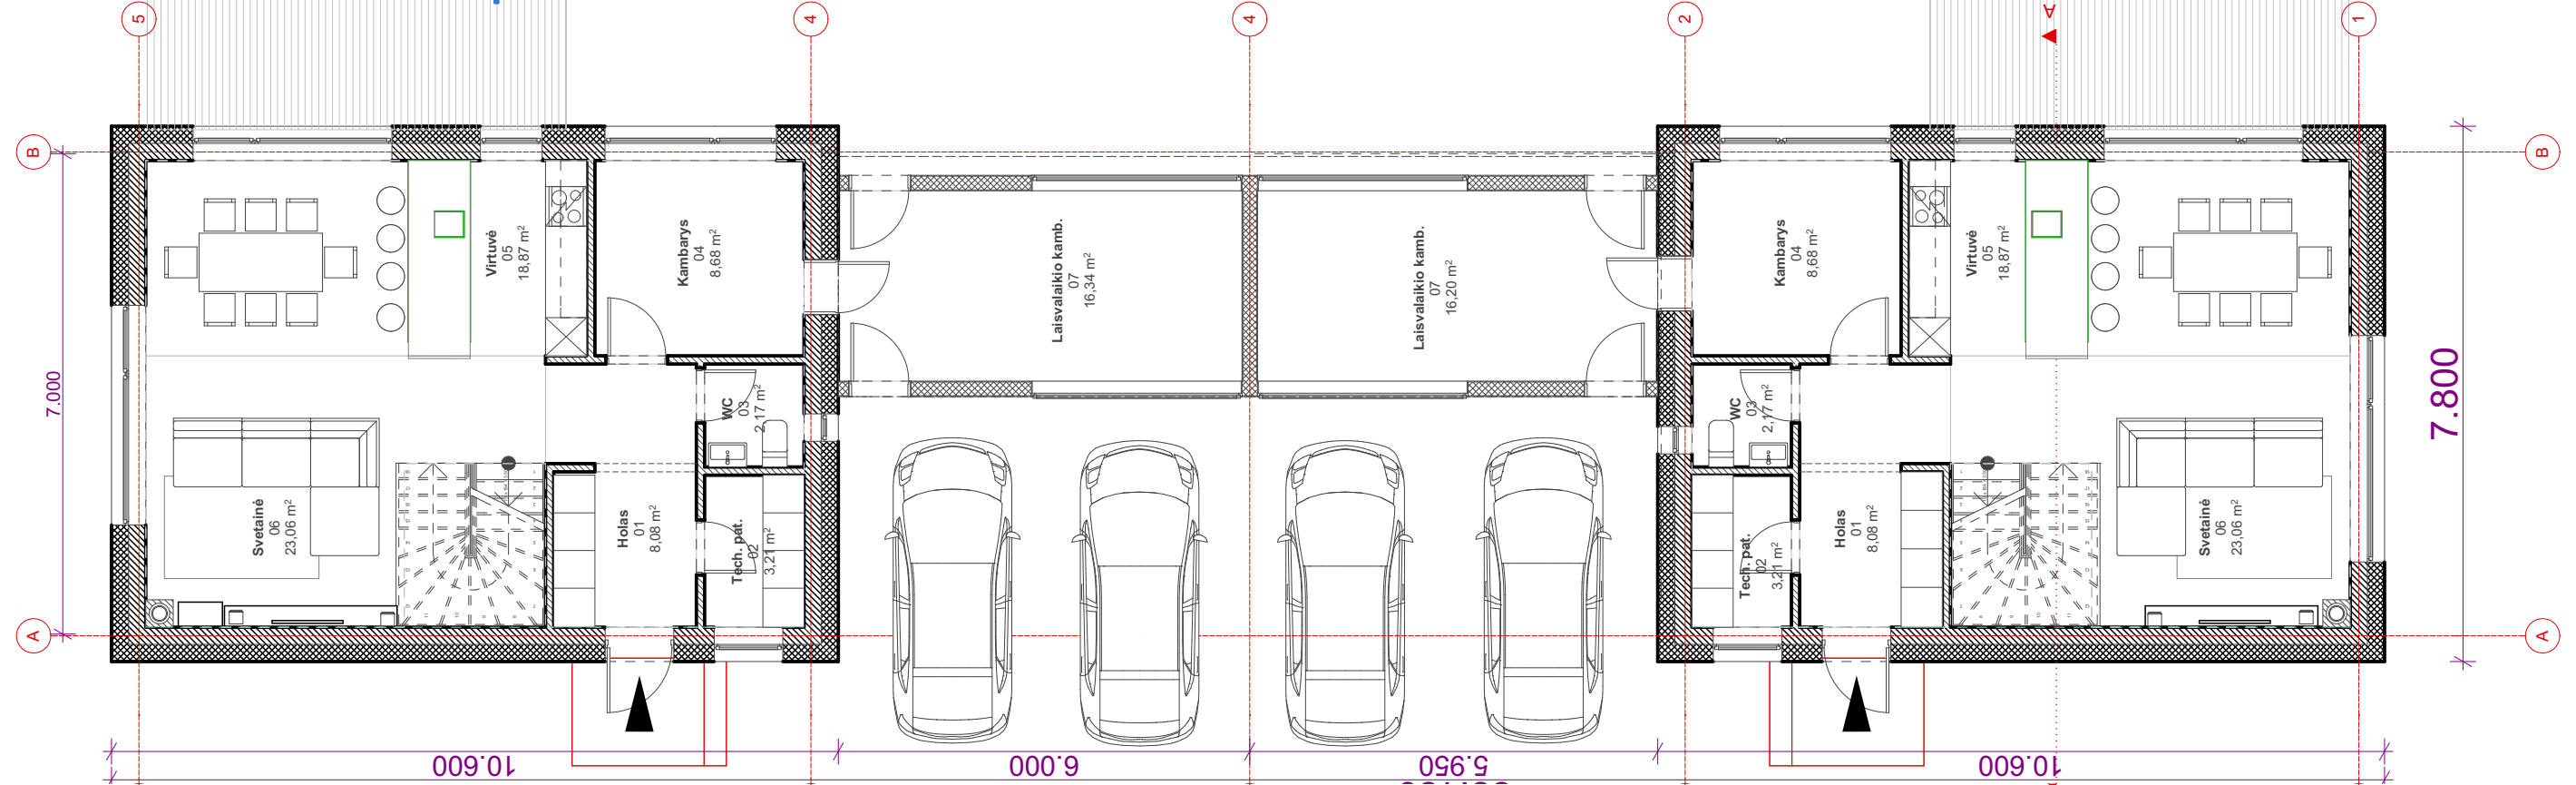 5
4
4
2
A
1
B
B
Virtuvė
05
18,87 m²
Kambarys
04
8,68 m²
Laisvalaikio kamb.
07
16,34 m²
Laisvalaikio kamb.
07
16,20 m²
Kambarys
04
8,68 m²
Virtuvė
05
18,87 m²
7.000
7.800
WC
03
2,17 m²
WC
03
2,17 m²
Svetainė
06
23,06 m²
Holas
01
8,08 m²
Tech. pat.
02
3,21 m²
Tech. pat.
02
3,21 m²
Holas
01
8,08 m²
Svetainė
06
23,06 m²
A
A
10.600
6.000
5.950
10.600